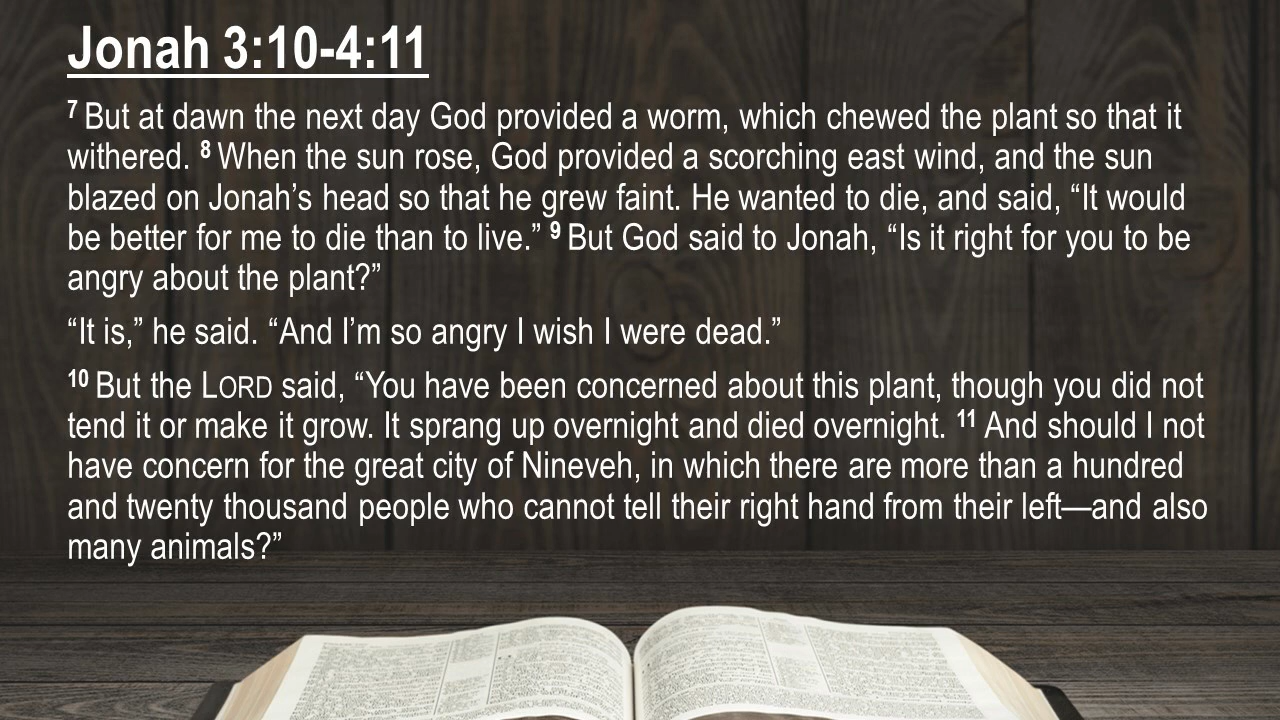 Jonah 3:10-4:11
7 But at dawn the next day God provided a worm, which chewed the plant so that it
withered. 8 When the sun rose, God provided a scorching east wind, and the sun
blazed on Jonah’s head so that he grew faint. He wanted to die, and said, “It would
be better for me to die than to live.” 9 But God said to Jonah, “Is it right for you to be
angry about the plant?”
“It is,” he said. “And I’m so angry I wish I were dead.”
10 But the LORD said, “You have been concerned about this plant, though you did not
tend it or make it grow. It sprang up overnight and died overnight. 11 And should I not
have concern for the great city of Nineveh, in which there are more than a hundred
and twenty thousand people who cannot tell their right hand from their left—and also
many animals?”